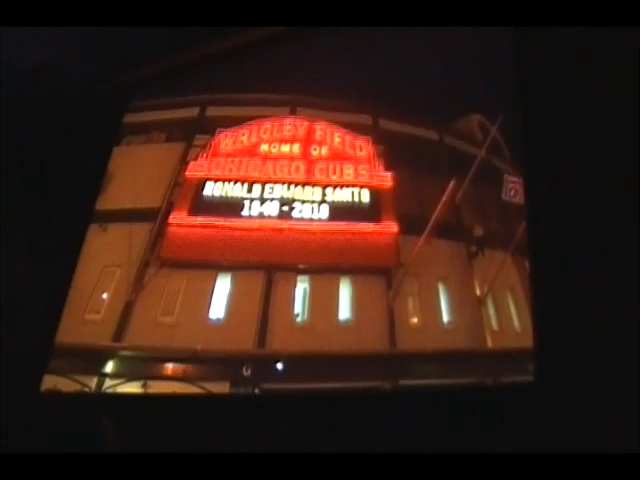 WRIGLEY FIELD
HOME OF
CHICAGO CUBS
RONALD EDWARD SANTO
1940 - 2010